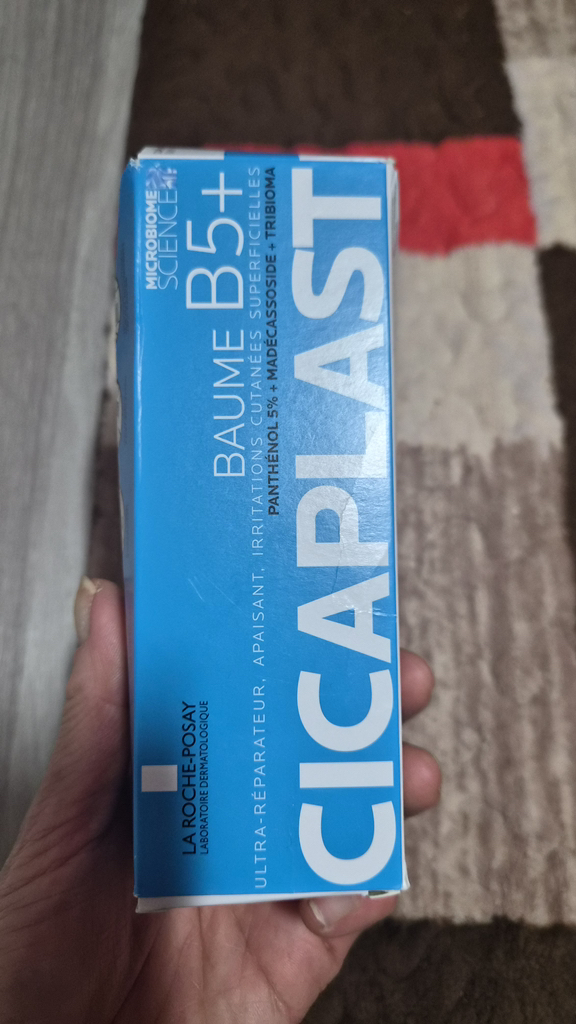 MICROBIOME
SCIENCE
BAUME B5+
ULTRA-RÉPARATEUR, APAISANT, IRRITATIONS CUTANÉES SUPERFICIELLES
PANTHÉNOL 5% + MADÉCASSOSIDE + TRIBIOMA
CICAPLAST
LA ROCHE-POSAY
LABORATOIRE DERMATOLOGIQUE